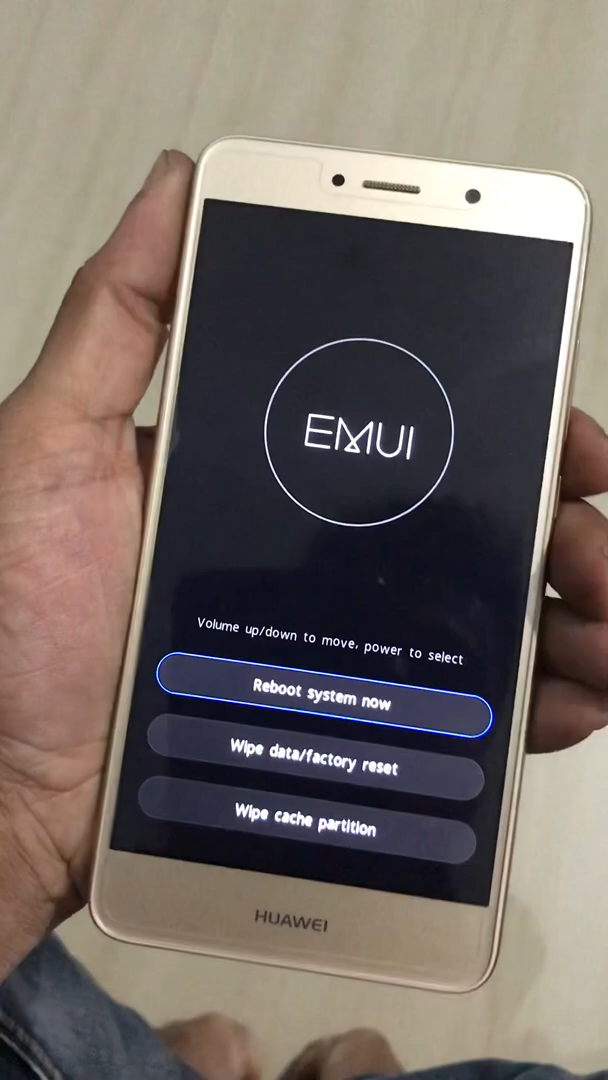 EMUI
Volume up/down to move, power to select
Reboot system now
Wipe data/factory reset
Wipe cache partition
HUAWEI